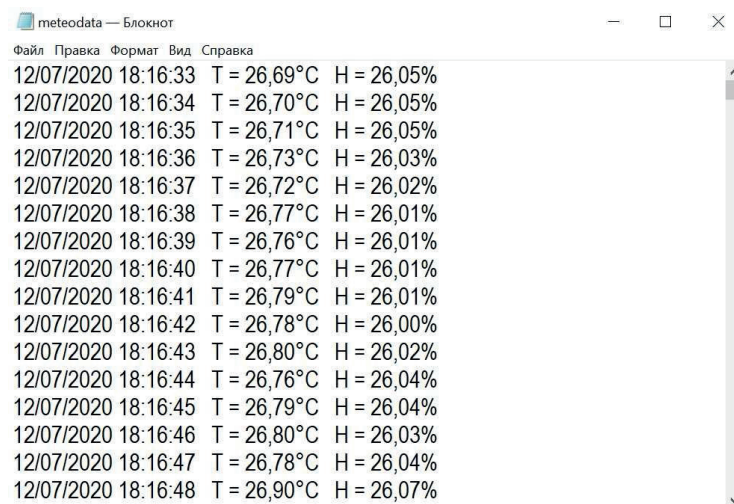 meteodata — Блокнот
Файл Правка Формат Вид Справка
12/07/2020 18:16:33 T = 26,69°C H = 26,05%
12/07/2020 18:16:34 T = 26,70°C H = 26,05%
12/07/2020 18:16:35 T = 26,71°C H = 26,05%
12/07/2020 18:16:36 T = 26,73°C H = 26,03%
12/07/2020 18:16:37 T = 26,72°C H = 26,02%
12/07/2020 18:16:38 T = 26,77°C H = 26,01%
12/07/2020 18:16:39 T = 26,76°C H = 26,01%
12/07/2020 18:16:40 T = 26,77°C H = 26,01%
12/07/2020 18:16:41 T = 26,79°C H = 26,01%
12/07/2020 18:16:42 T = 26,78°C H = 26,00%
12/07/2020 18:16:43 T = 26,80°C H = 26,02%
12/07/2020 18:16:44 T = 26,76°C H = 26,04%
12/07/2020 18:16:45 T = 26,79°C H = 26,04%
12/07/2020 18:16:46 T = 26,80°C H = 26,03%
12/07/2020 18:16:47 T = 26,78°C H = 26,04%
12/07/2020 18:16:48 T = 26,90°C H = 26,07%